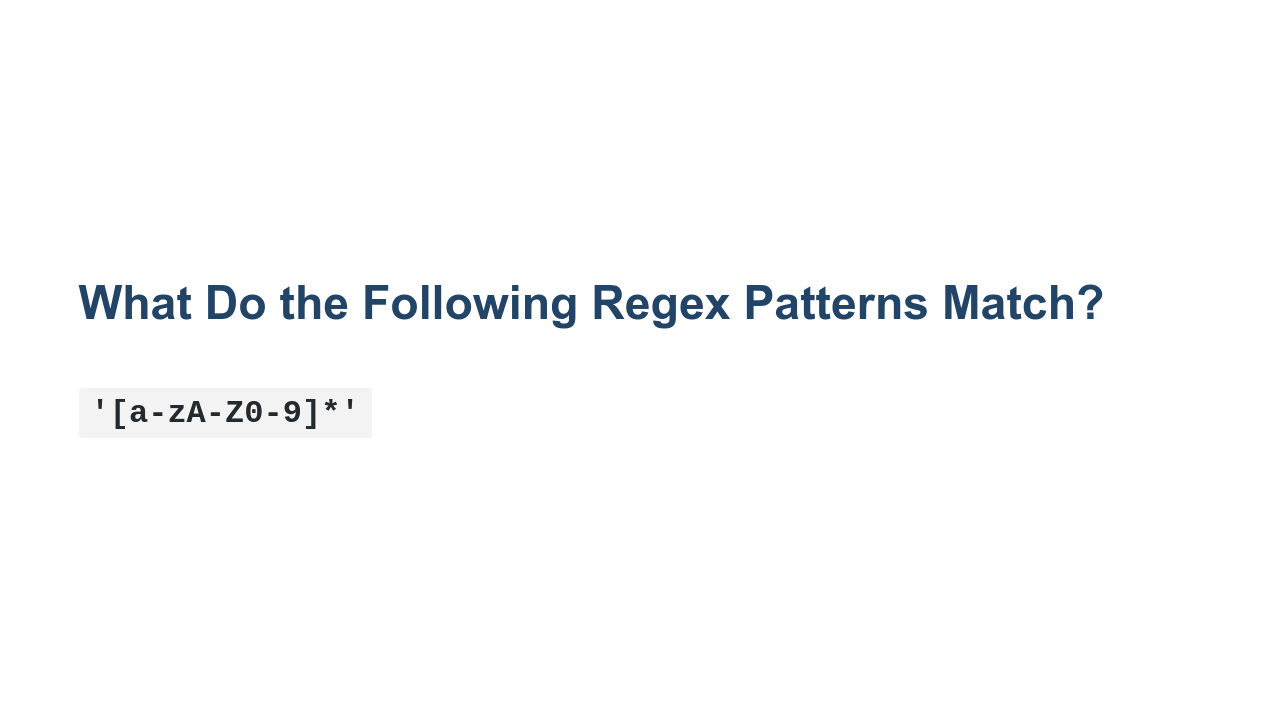 What Do the Following Regex Patterns Match?
'[a-zA-Z0-9]*'